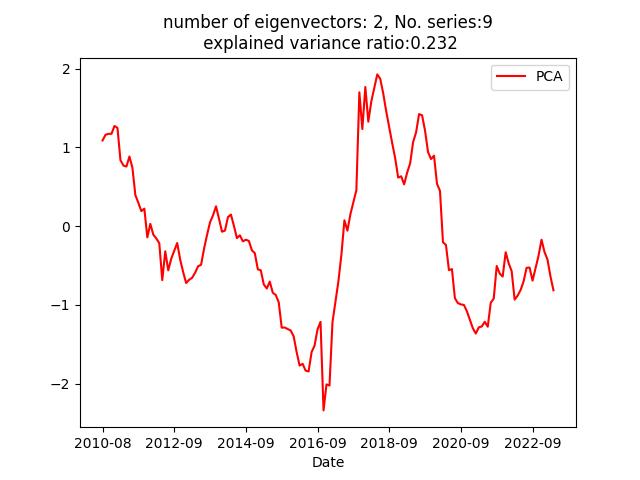 number of eigenvectors: 2, No. series:9
explained variance ratio:0.232
PCA
2
1
0
−1
−2
2010-08 2012-09 2014-09 2016-09 2018-09 2020-09 2022-09
Date